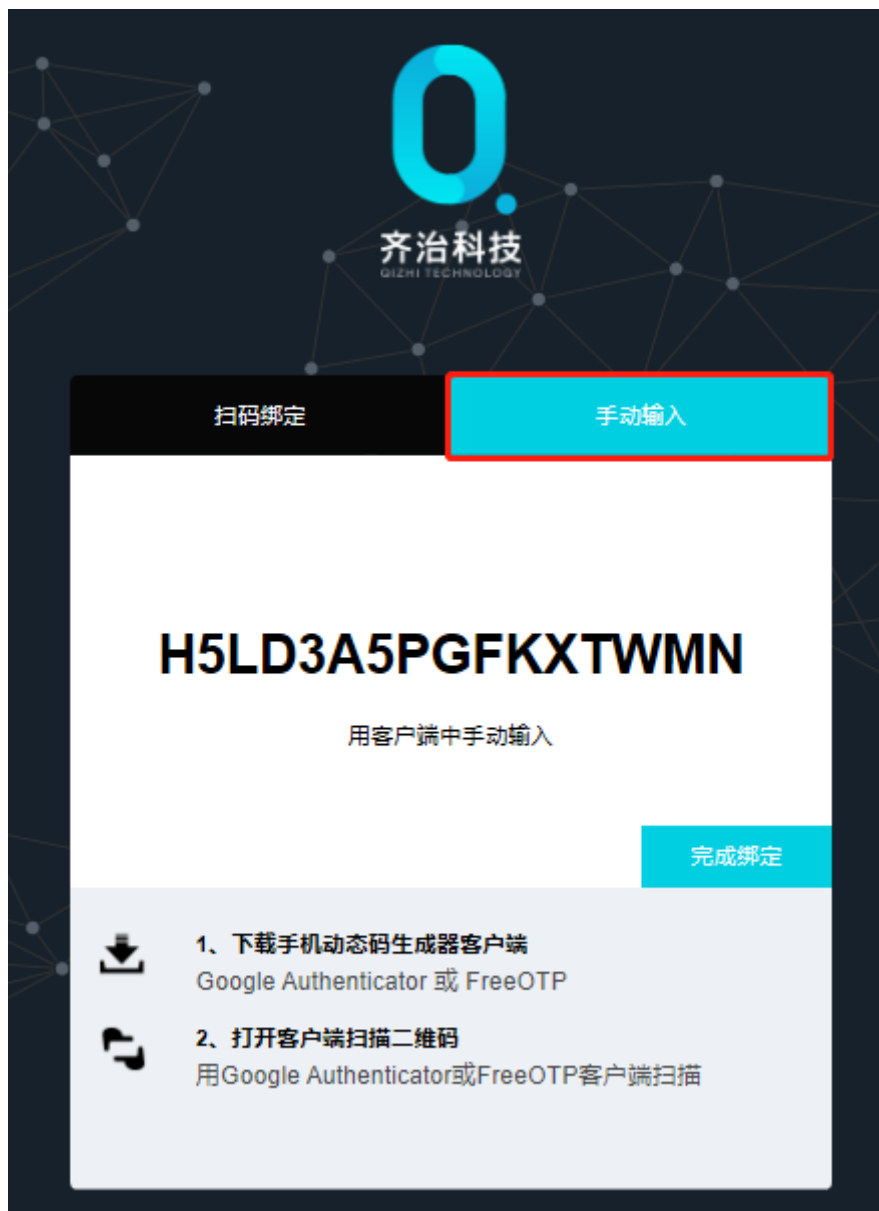 齐治科技
QIZHI TECHNOLOGY
扫码绑定 手动输入
H5LD3A5PGFKXTWMN
用客户端中手动输入
完成绑定
1、下载手机动态码生成器客户端
Google Authenticator 或 FreeOTP
2、打开客户端扫描二维码
用Google Authenticator或FreeOTP客户端扫描